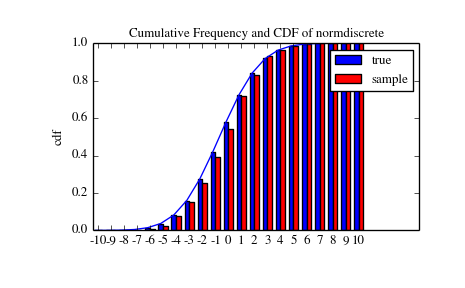 Cumulative Frequency and CDF of normdiscrete
1.0
0.8
0.6
0.4
0.2
0.0
cdf
true
sample
-10 -9 -8 -7 -6 -5 -4 -3 -2 -1 0 1 2 3 4 5 6 7 8 9 10